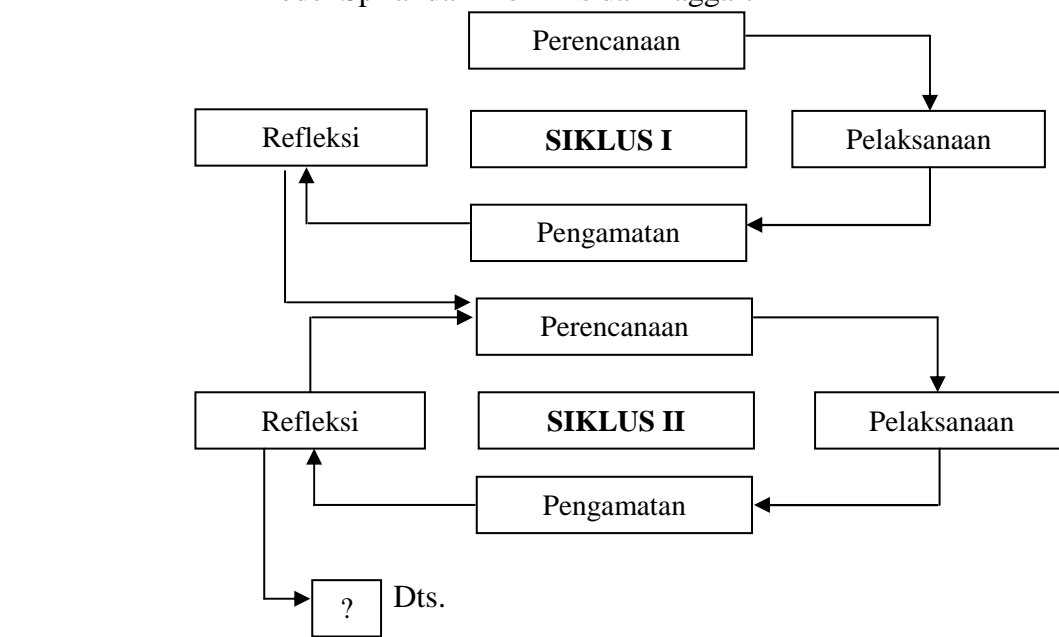 Perencanaan
Refleksi
SIKLUS I
Pelaksanaan
Pengamatan
Perencanaan
Refleksi
SIKLUS II
Pelaksanaan
Pengamatan
?
Dts.